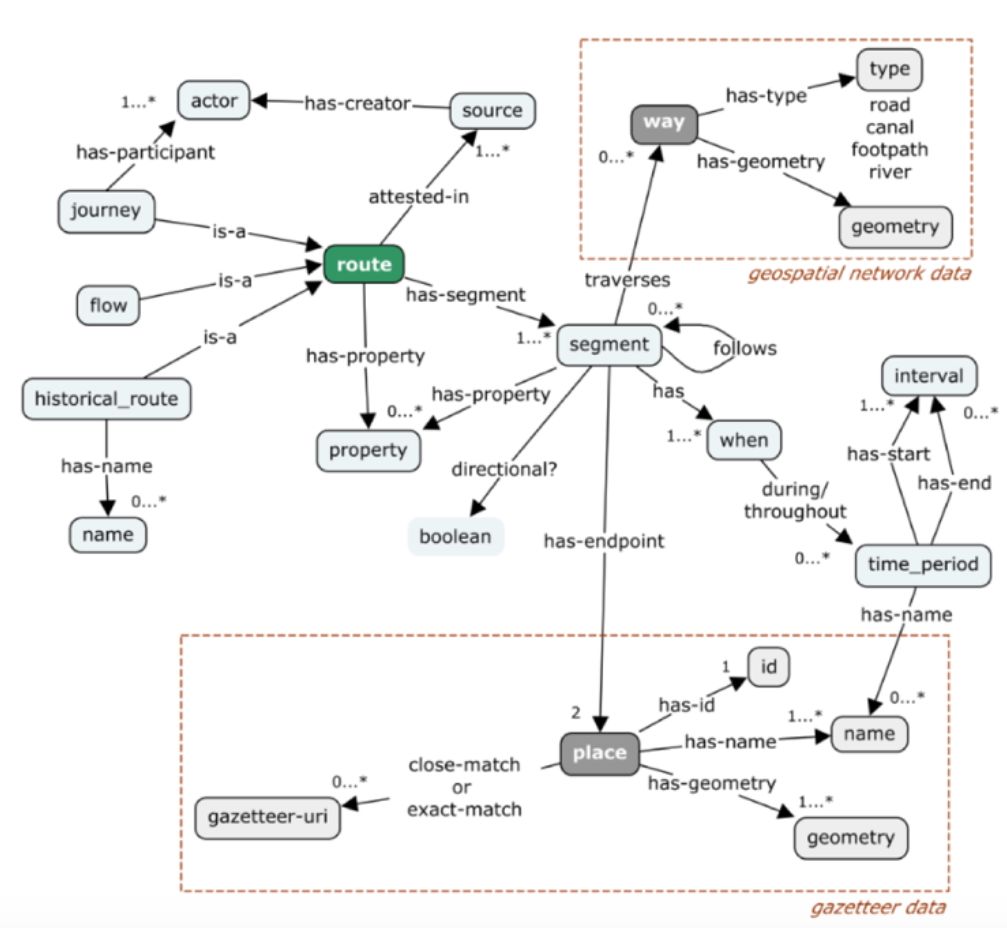 type
has-type
road
canal
footpath
river
way
0...*
has-geometry
geometry
geospatial network data
1...*
actor
has-creator
source
1...*
has-participant
attested-in
journey
is-a
route
flow
is-a
is-a
historical_route
has-name
0...*
name
has-segment
has-property
0...*
property
traverses
0...*
1...*
segment
follows
has-property
directional?
boolean
has
1...*
when
during/
throughout
0...*
interval
1...*
0...*
has-start
has-end
time_period
has-name
0...*
has-endpoint
2
place
1
id
has-id
1...*
has-name
name
has-geometry
1...*
geometry
close-match
or
exact-match
0...*
gazetteer-uri
gazetteer data